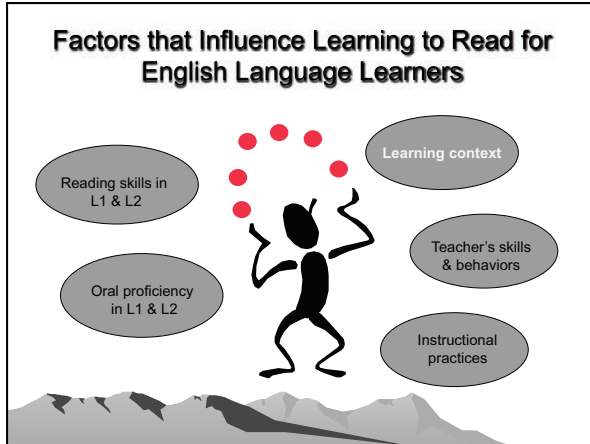 Factors that Influence Learning to Read for
English Language Learners
Reading skills in
L1 & L2
Oral proficiency
in L1 & L2
Learning context
Teacher's skills
& behaviors
Instructional
practices